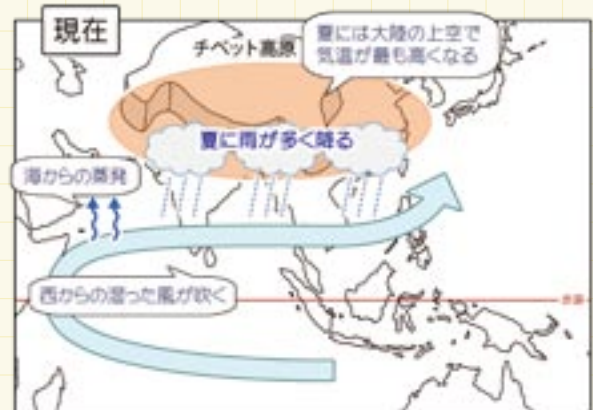 現在
チベット高原
夏には大陸の上空で
気温が最も高くなる
夏に雨が多く降る
海からの蒸発
西からの湿った風が吹く
赤道